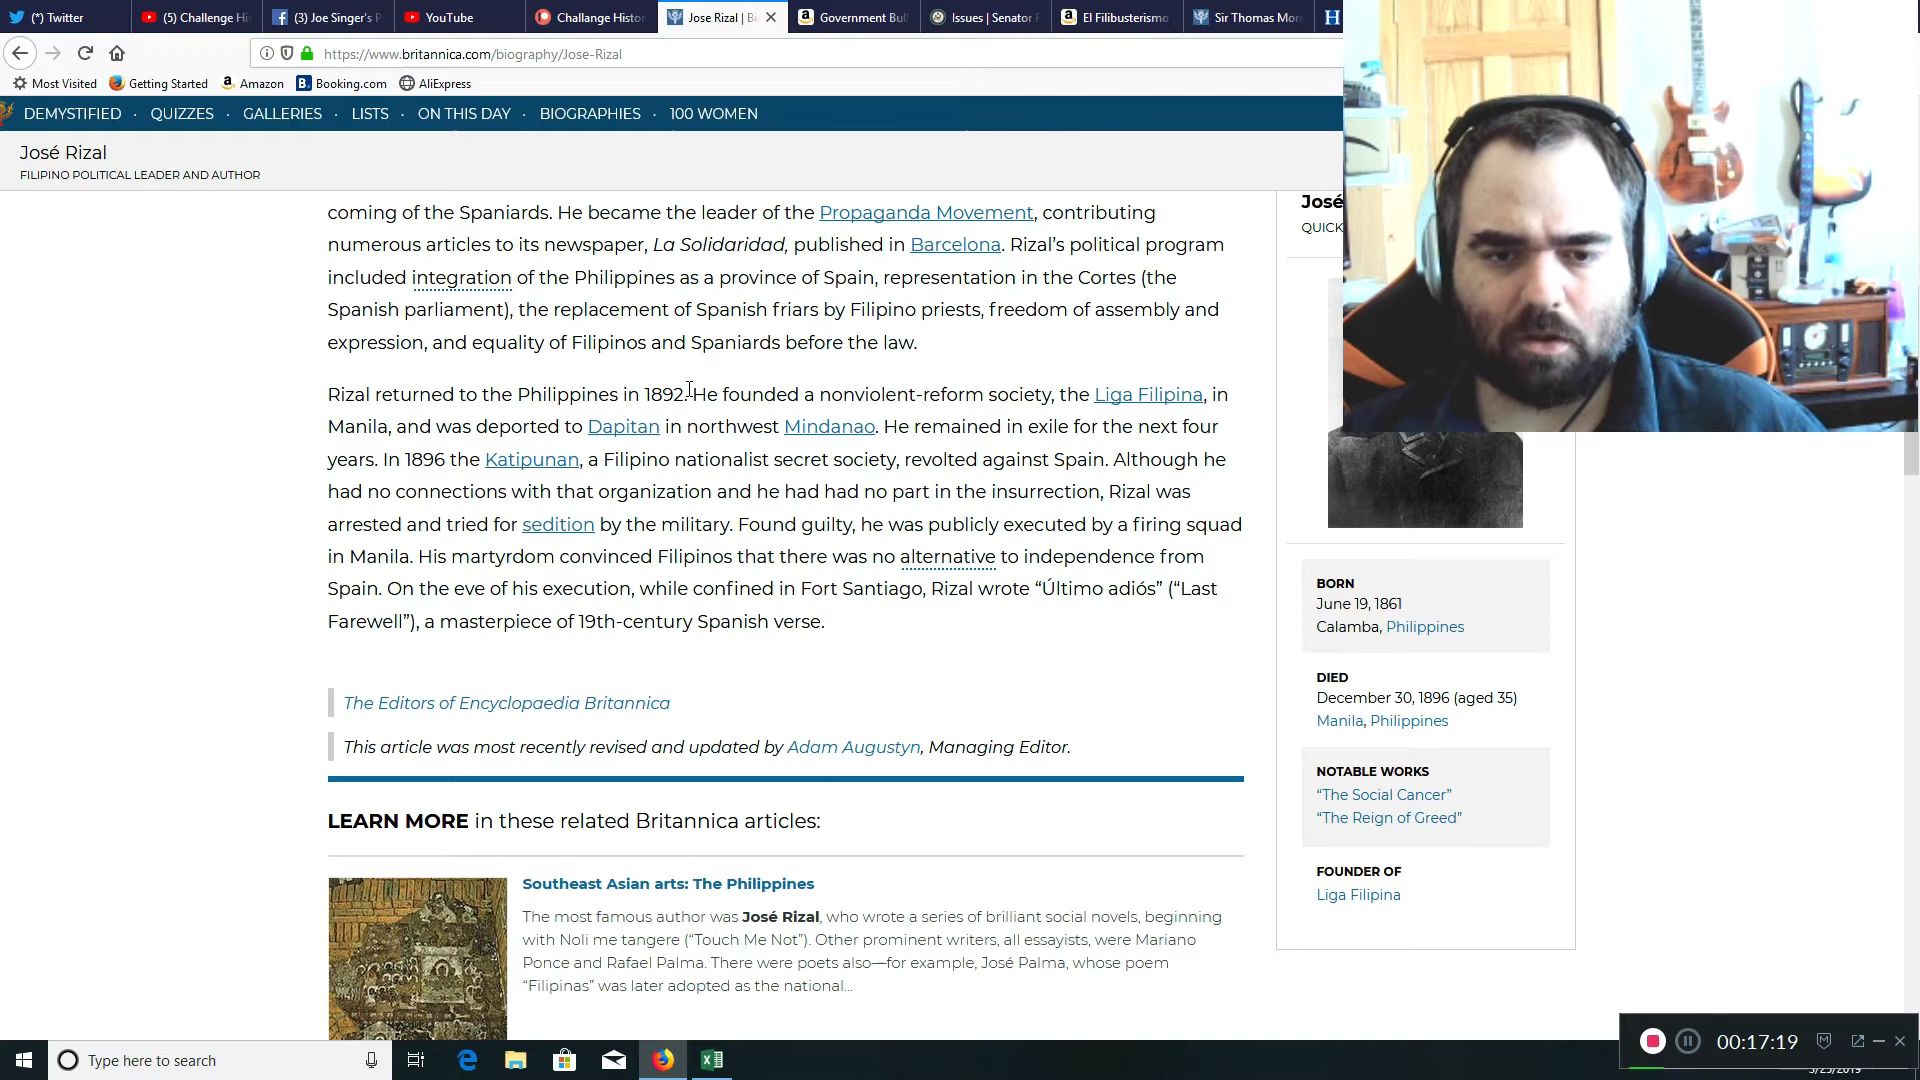 (*) Twitter
(5) Challenge Hi
(3) Joe Singer's P
YouTube
Challange Histor
Jose Rizal | B
Government Bul
Issues | Senator
El Filibusterismo
Sir Thomas More
H
https://www.britannica.com/biography/Jose-Rizal
Most Visited
Getting Started
Amazon
Booking.com
AliExpress
DEMYSTIFIED · QUIZZES · GALLERIES · LISTS · ON THIS DAY · BIOGRAPHIES · 100 WOMEN
José Rizal
FILIPINO POLITICAL LEADER AND AUTHOR
coming of the Spaniards. He became the leader of the Propaganda Movement, contributing
numerous articles to its newspaper, La Solidaridad, published in Barcelona. Rizal’s political program
included integration of the Philippines as a province of Spain, representation in the Cortes (the
Spanish parliament), the replacement of Spanish friars by Filipino priests, freedom of assembly and
expression, and equality of Filipinos and Spaniards before the law.
Rizal returned to the Philippines in 1892. He founded a nonviolent-reform society, the Liga Filipina, in
Manila, and was deported to Dapitan in northwest Mindanao. He remained in exile for the next four
years. In 1896 the Katipunan, a Filipino nationalist secret society, revolted against Spain. Although he
had no connections with that organization and he had had no part in the insurrection, Rizal was
arrested and tried for sedition by the military. Found guilty, he was publicly executed by a firing squad
in Manila. His martyrdom convinced Filipinos that there was no alternative to independence from
Spain. On the eve of his execution, while confined in Fort Santiago, Rizal wrote “Último adiós” (“Last
Farewell”), a masterpiece of 19th-century Spanish verse.
The Editors of Encyclopaedia Britannica
This article was most recently revised and updated by Adam Augustyn, Managing Editor.
LEARN MORE in these related Britannica articles:
Southeast Asian arts: The Philippines
The most famous author was José Rizal, who wrote a series of brilliant social novels, beginning
with Noli me tangere (“Touch Me Not”). Other prominent writers, all essayists, were Mariano
Ponce and Rafael Palma. There were poets also—for example, José Palma, whose poem
“Filipinas” was later adopted as the national...
José
QUICK
BORN
June 19, 1861
Calamba, Philippines
DIED
December 30, 1896 (aged 35)
Manila, Philippines
NOTABLE WORKS
“The Social Cancer”
“The Reign of Greed”
FOUNDER OF
Liga Filipina
Type here to search
00:17:19